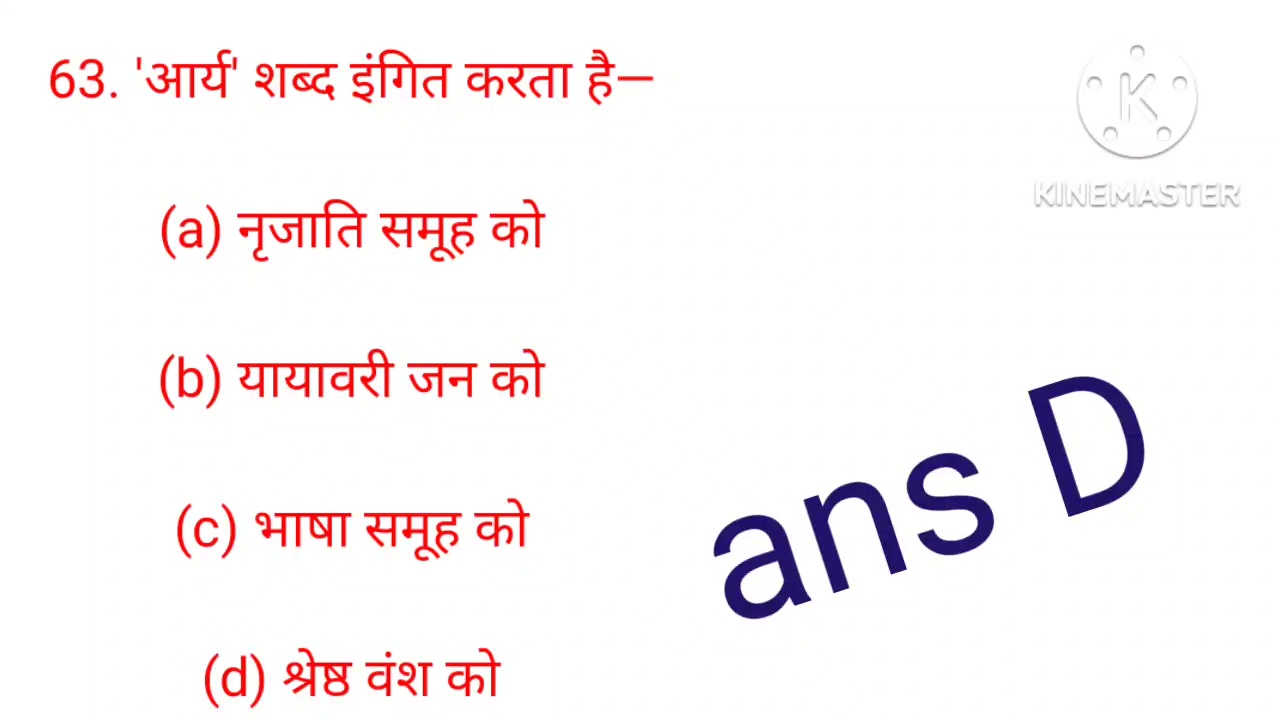 63. 'आर्य' शब्द इंगित करता है—
(a) नृजाति समूह को
(b) यायावरी जन को
(c) भाषा समूह को
(d) श्रेष्ठ वंश को
ans D
K
KINEMASTER